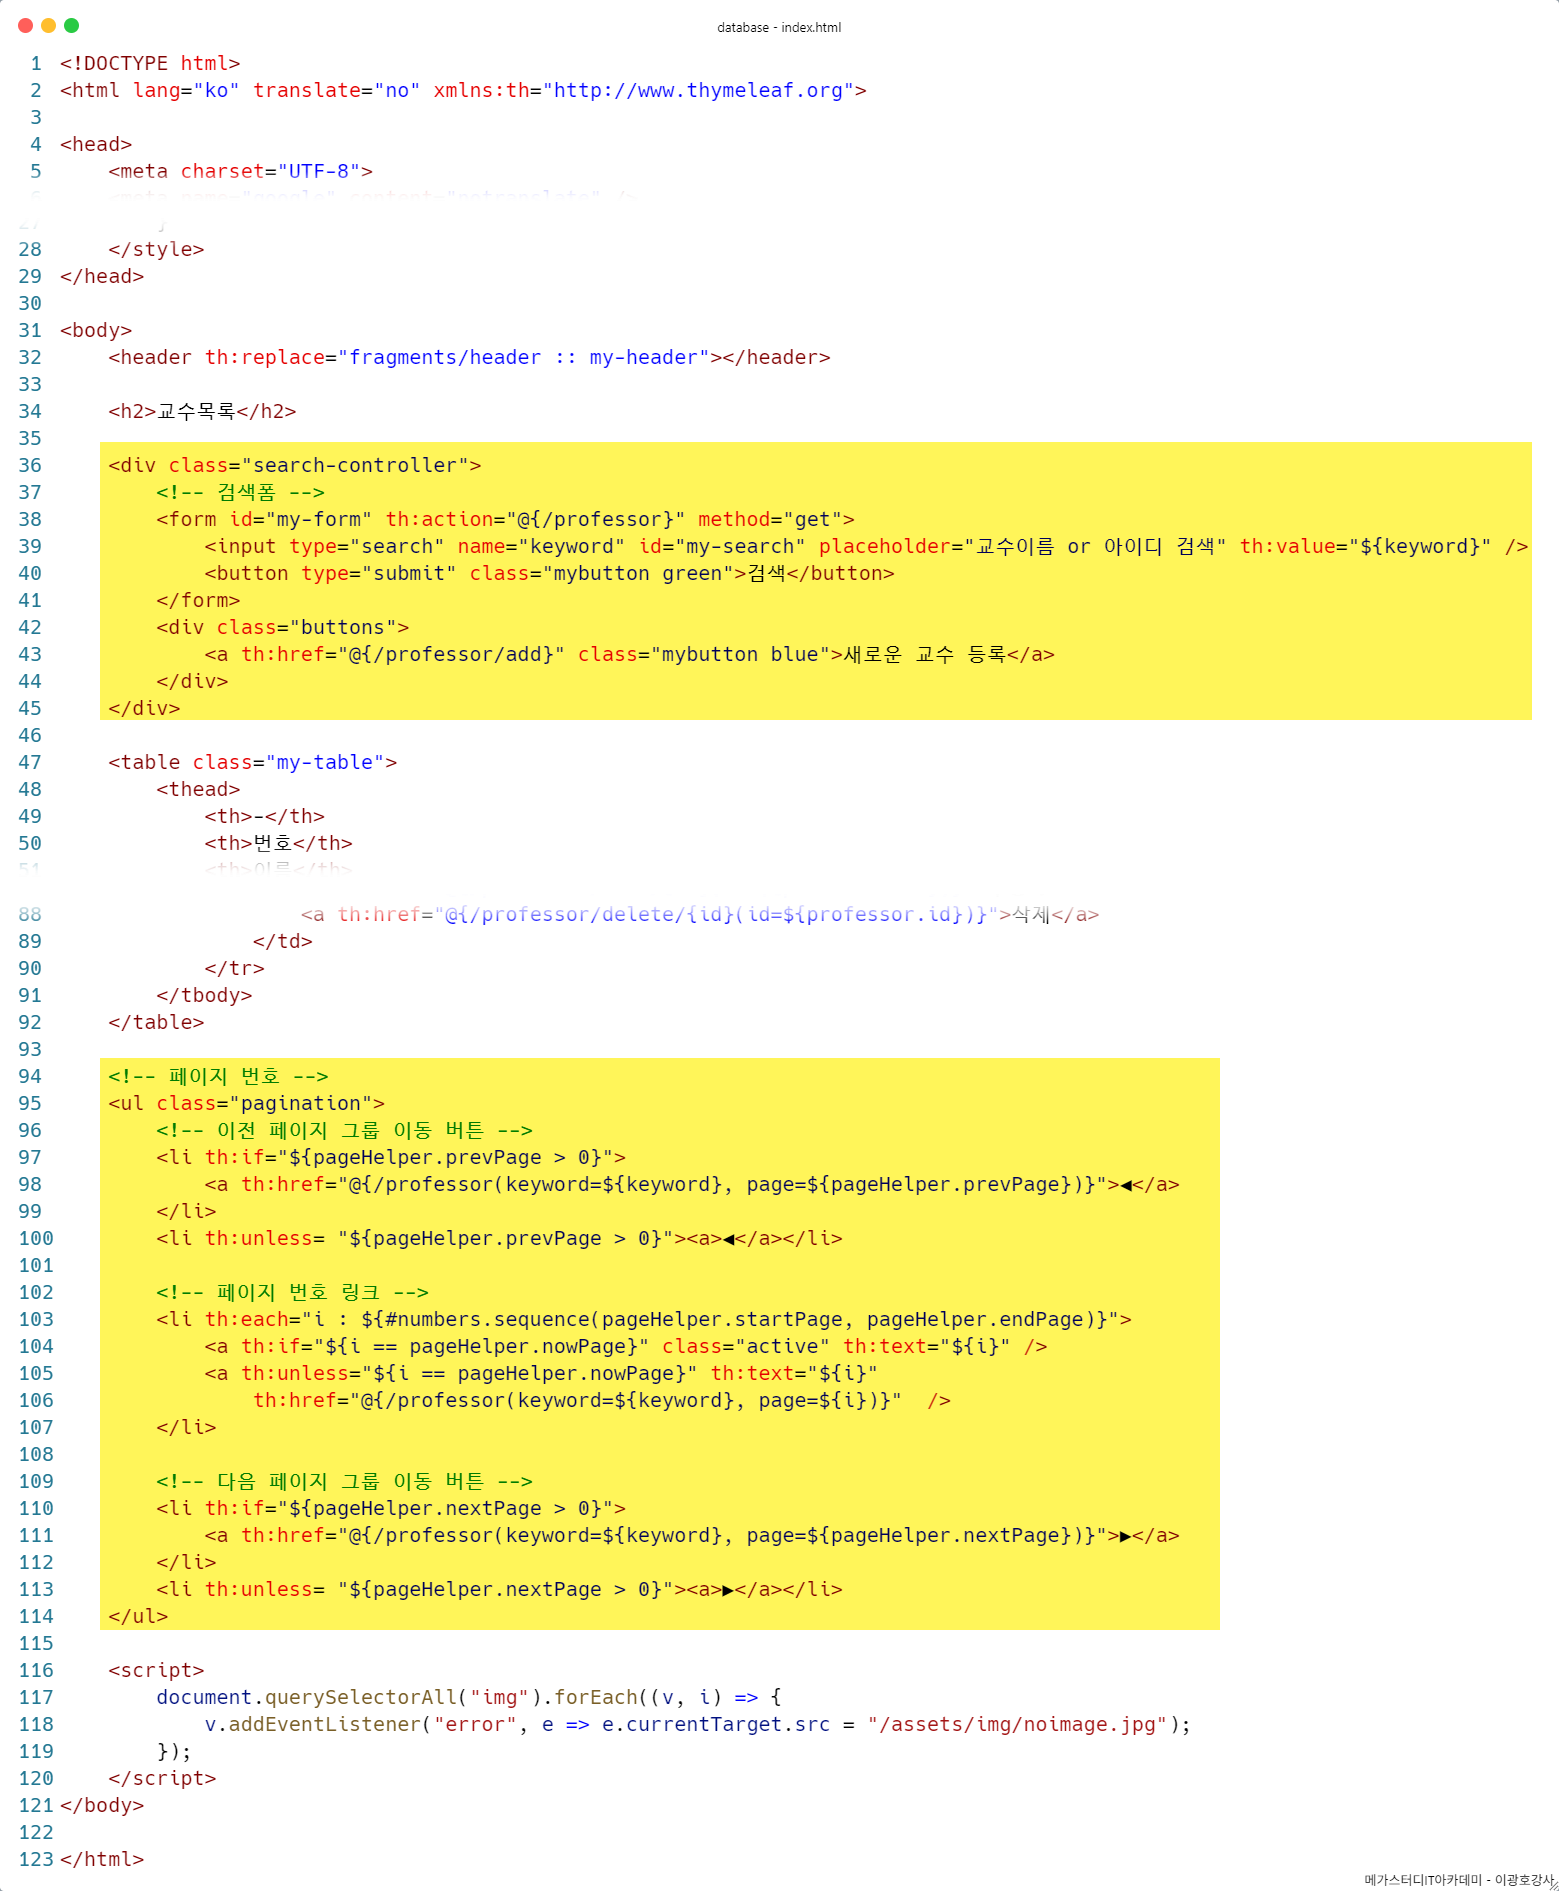 database - index.html
1 <!DOCTYPE html>
2 <html lang="ko" translate="no" xmlns:th="http://www.thymeleaf.org">
3
4 <head>
5     <meta charset="UTF-8">
6     <meta name="google" content="notranslate" />
27         }
28     </style>
29 </head>
30
31 <body>
32     <header th:replace="fragments/header :: my-header"></header>
33
34     <h2>교수목록</h2>
35
36     <div class="search-controller">
37         <!-- 검색폼 -->
38         <form id="my-form" th:action="@{/professor}" method="get">
39             <input type="search" name="keyword" id="my-search" placeholder="교수이름 or 아이디 검색" th:value="${keyword}" />
40             <button type="submit" class="mybutton green">검색</button>
41         </form>
42         <div class="buttons">
43             <a th:href="@{/professor/add}" class="mybutton blue">새로운 교수 등록</a>
44         </div>
45     </div>
46
47     <table class="my-table">
48         <thead>
49             <th>-</th>
50             <th>번호</th>
51             <th>이름</th>
88                     <a th:href="@{/professor/delete/{id}(id=${professor.id})}">삭제</a>
89                 </td>
90             </tr>
91         </tbody>
92     </table>
93
94     <!-- 페이지 번호 -->
95     <ul class="pagination">
96         <!-- 이전 페이지 그룹 이동 버튼 -->
97         <li th:if="${pageHelper.prevPage > 0}">
98             <a th:href="@{/professor(keyword=${keyword}, page=${pageHelper.prevPage})}">◀</a>
99         </li>
100         <li th:unless= "${pageHelper.prevPage > 0}"><a>◀</a></li>
101
102         <!-- 페이지 번호 링크 -->
103         <li th:each="i : ${#numbers.sequence(pageHelper.startPage, pageHelper.endPage)}">
104             <a th:if="${i == pageHelper.nowPage}" class="active" th:text="${i}" />
105             <a th:unless="${i == pageHelper.nowPage}" th:text="${i}"
106                 th:href="@{/professor(keyword=${keyword}, page=${i})}"  />
107         </li>
108
109         <!-- 다음 페이지 그룹 이동 버튼 -->
110         <li th:if="${pageHelper.nextPage > 0}">
111             <a th:href="@{/professor(keyword=${keyword}, page=${pageHelper.nextPage})}">▶</a>
112         </li>
113         <li th:unless= "${pageHelper.nextPage > 0}"><a>▶</a></li>
114     </ul>
115
116     <script>
117         document.querySelectorAll("img").forEach((v, i) => {
118             v.addEventListener("error", e => e.currentTarget.src = "/assets/img/noimage.jpg");
119         });
120     </script>
121 </body>
122
123 </html>
메가스터디IT아카데미 - 이광호강사